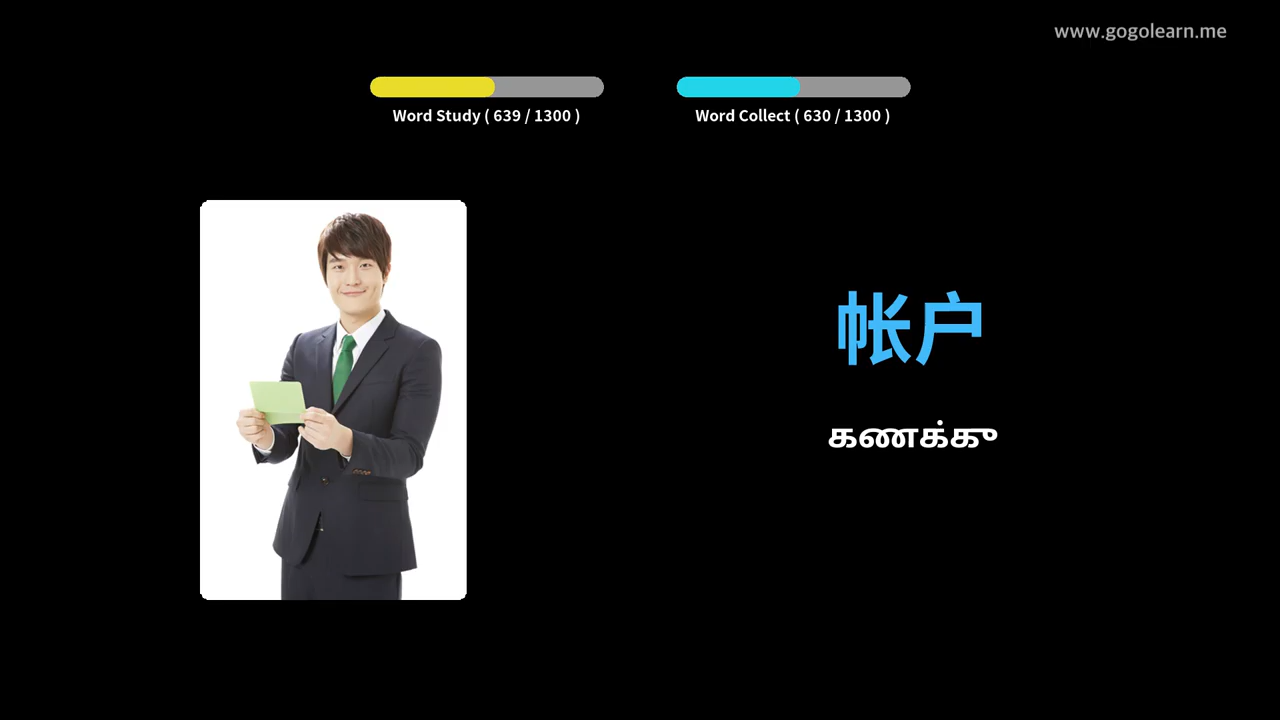 www.gogolearn.me
Word Study ( 639 / 1300 )
Word Collect ( 630 / 1300 )
帐户
கணக்கு